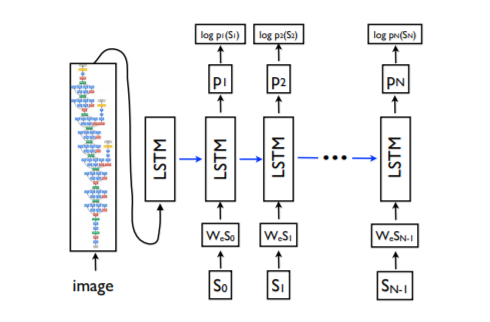 log p1(S1) log p2(S2) log pN(SN)
p1 p2 pN
LSTM LSTM LSTM LSTM
•••
WeS0 WeS1 WeSN-1
image S0 S1 SN-1